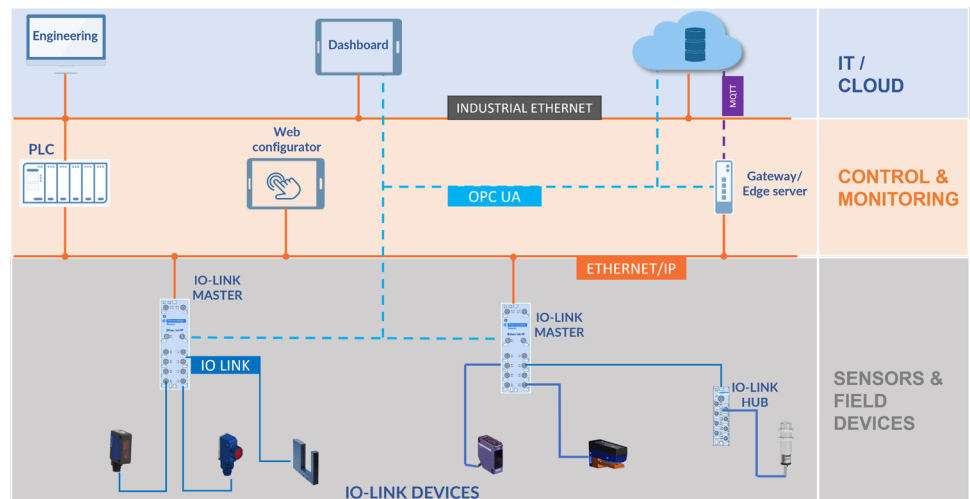 Engineering
Dashboard
IT /
CLOUD
MQTT
INDUSTRIAL ETHERNET
PLC
Web
configurator
Gateway/
Edge server
OPC UA
CONTROL &
MONITORING
ETHERNET/IP
IO-LINK
MASTER
IO-LINK
MASTER
IO LINK
IO-LINK
HUB
SENSORS &
FIELD
DEVICES
IO-LINK DEVICES